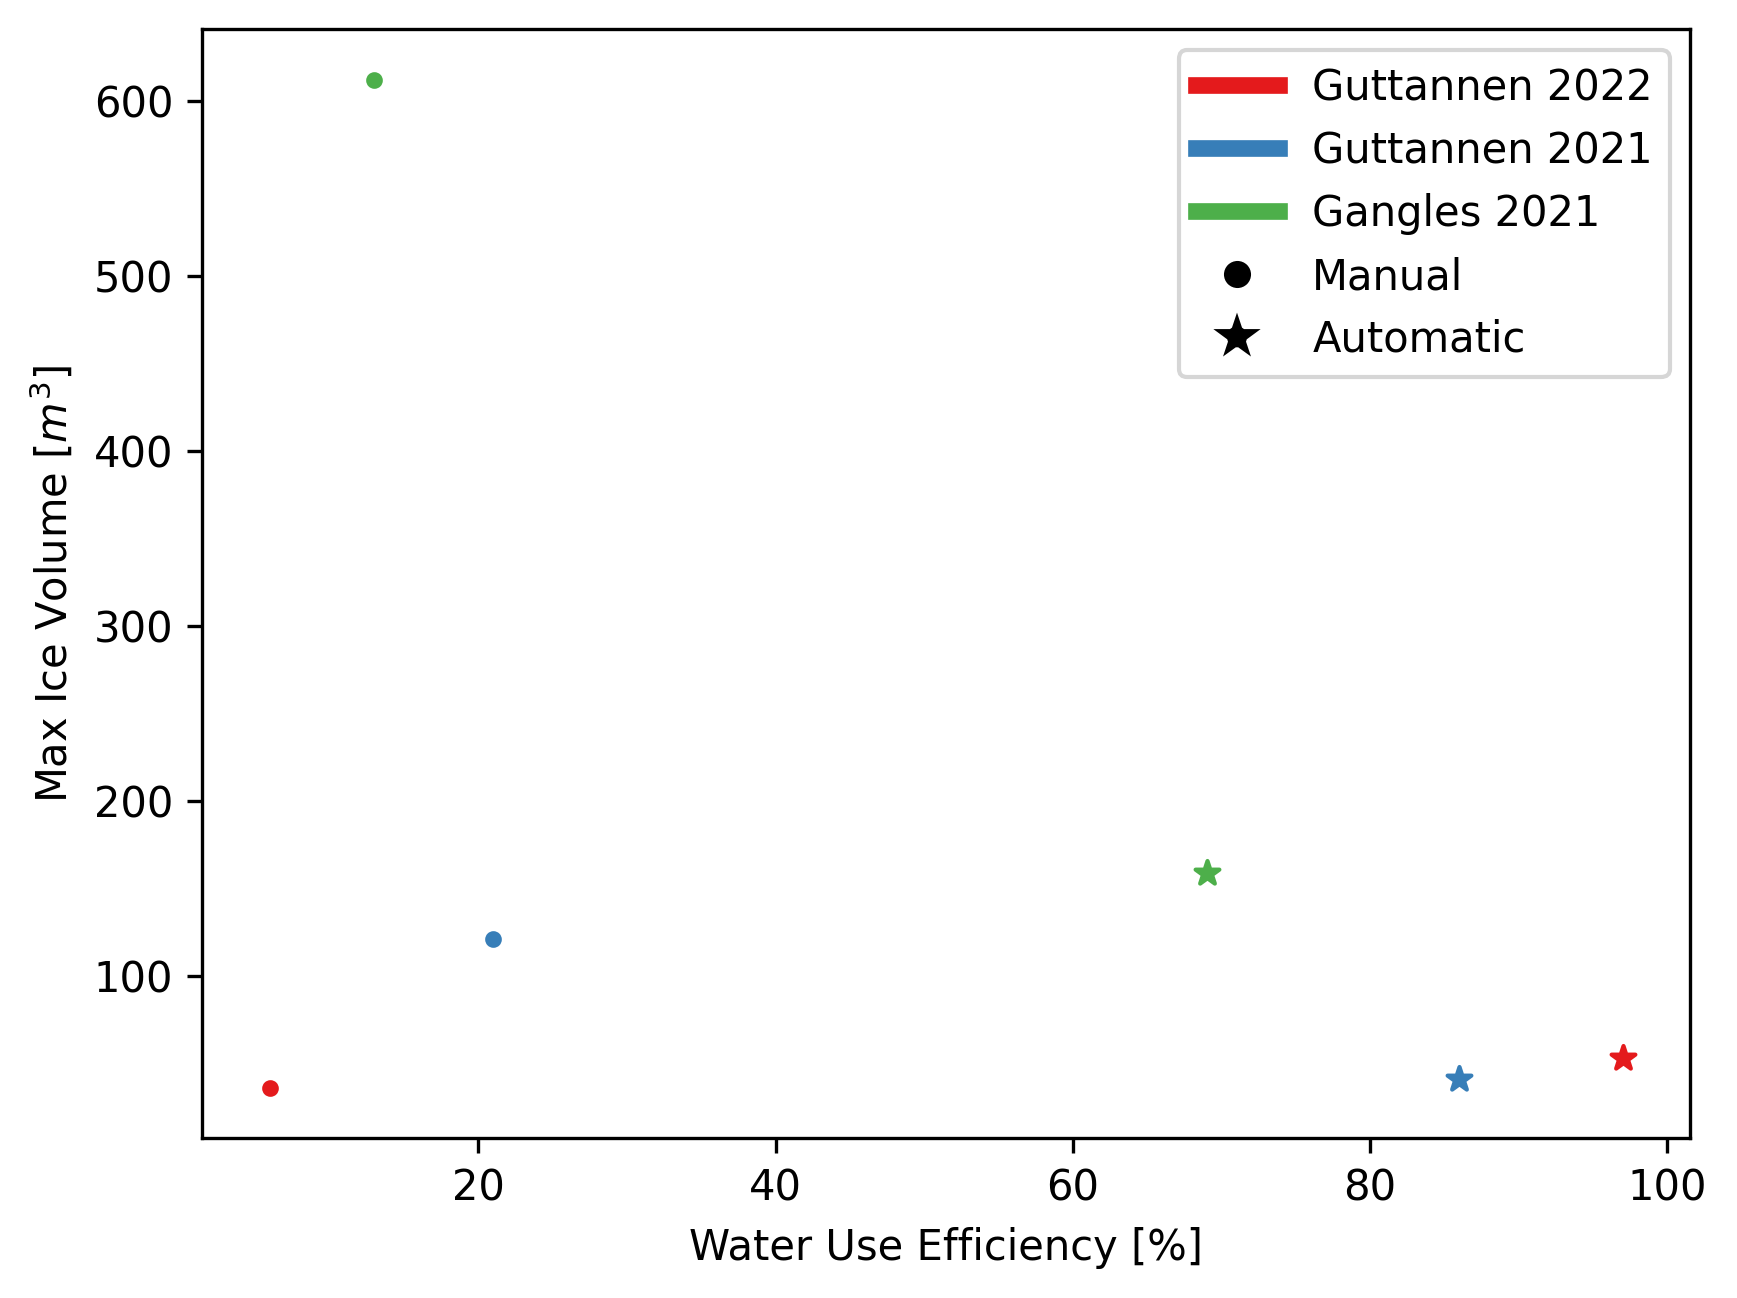 Guttannen 2022
Guttannen 2021
Gangles 2021
Manual
Automatic
600
500
400
300
200
100
Max Ice Volume [m³]
20 40 60 80 100
Water Use Efficiency [%]